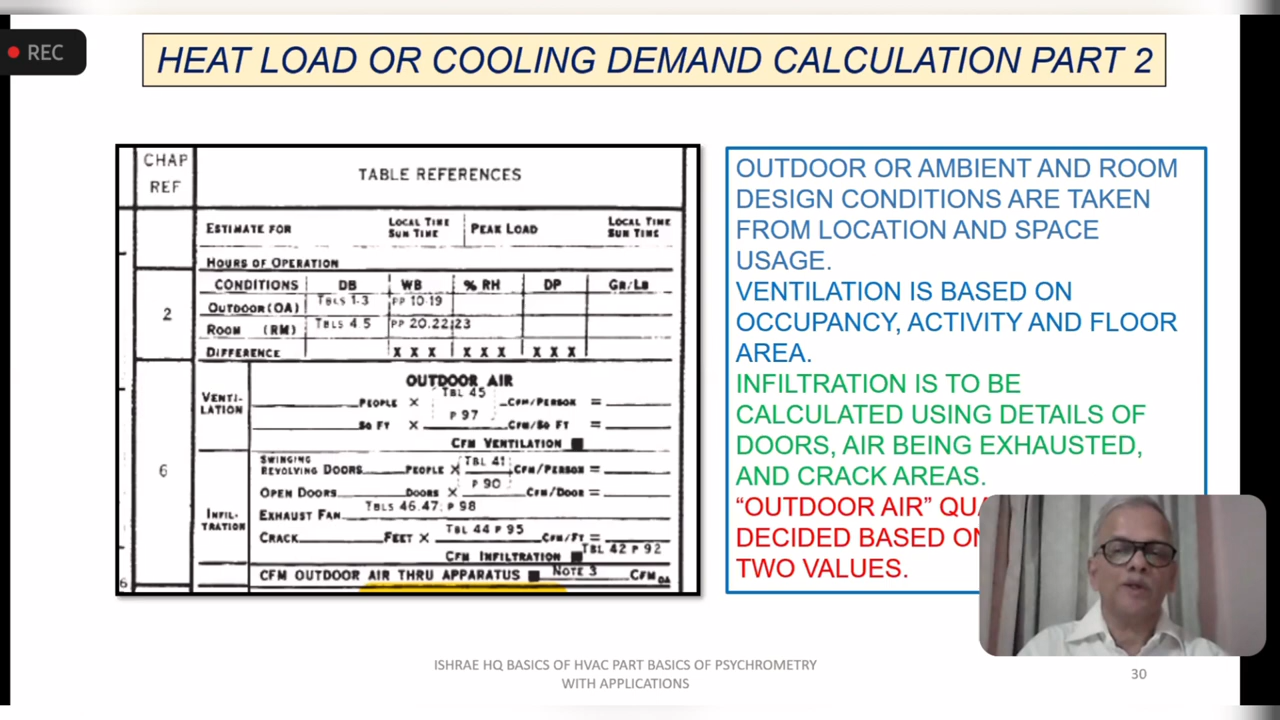 REC
HEAT LOAD OR COOLING DEMAND CALCULATION PART 2
CHAP
REF
TABLE REFERENCES
ESTIMATE FOR LOCAL TIME PEAK LOAD LOCAL TIME
SUN TIME SUN TIME
HOURS OF OPERATION
CONDITIONS DB WB % RH DP GR/LB
2
OUTDOOR (OA) TBLS 1-3 PP 10-19
ROOM (RM) TBLS 4.5 PP 20.22 23
DIFFERENCE X X X X X X X X X
6
OUTDOOR AIR
VENTI-
LATION
PEOPLE × TBL 45 CFM/PERSON =
SQ FT × P 97 CFM/SQ FT =
CFM VENTILATION ■
INFIL-
TRATION
SWINGING
REVOLVING DOORS PEOPLE × TBL 41 CFM/PERSON =
OPEN DOORS DOORS × P 90 CFM/DOOR =
EXHAUST FAN TBLS 46.47: P 98
CRACK FEET × TBL 44 P 95 CFM/FT =
CFM INFILTRATION ■ TBL 42 P 92
6
CFM OUTDOOR AIR THRU APPARATUS ■ NOTE 3 CFM OA
OUTDOOR OR AMBIENT AND ROOM
DESIGN CONDITIONS ARE TAKEN
FROM LOCATION AND SPACE
USAGE.
VENTILATION IS BASED ON
OCCUPANCY, ACTIVITY AND FLOOR
AREA.
INFILTRATION IS TO BE
CALCULATED USING DETAILS OF
DOORS, AIR BEING EXHAUSTED,
AND CRACK AREAS.
“OUTDOOR AIR”
DECIDED BASED ON
TWO VALUES.
ISHRAE HQ BASICS OF HVAC PART BASICS OF PSYCHROMETRY
WITH APPLICATIONS
30